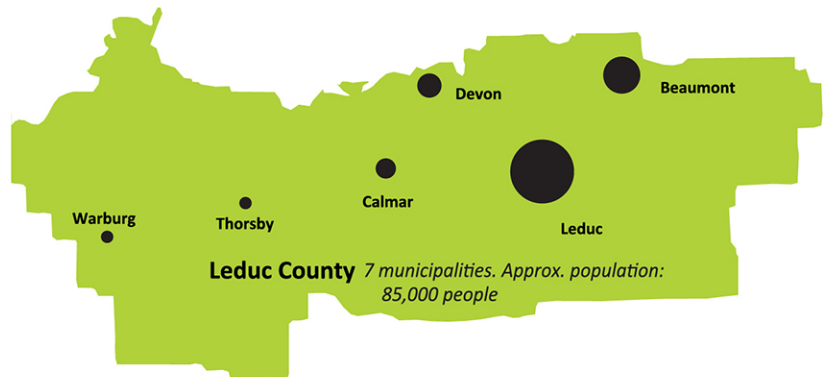 Devon
Beaumont
Calmar
Warburg
Thorsby
Leduc
Leduc County 7 municipalities. Approx. population:
85,000 people